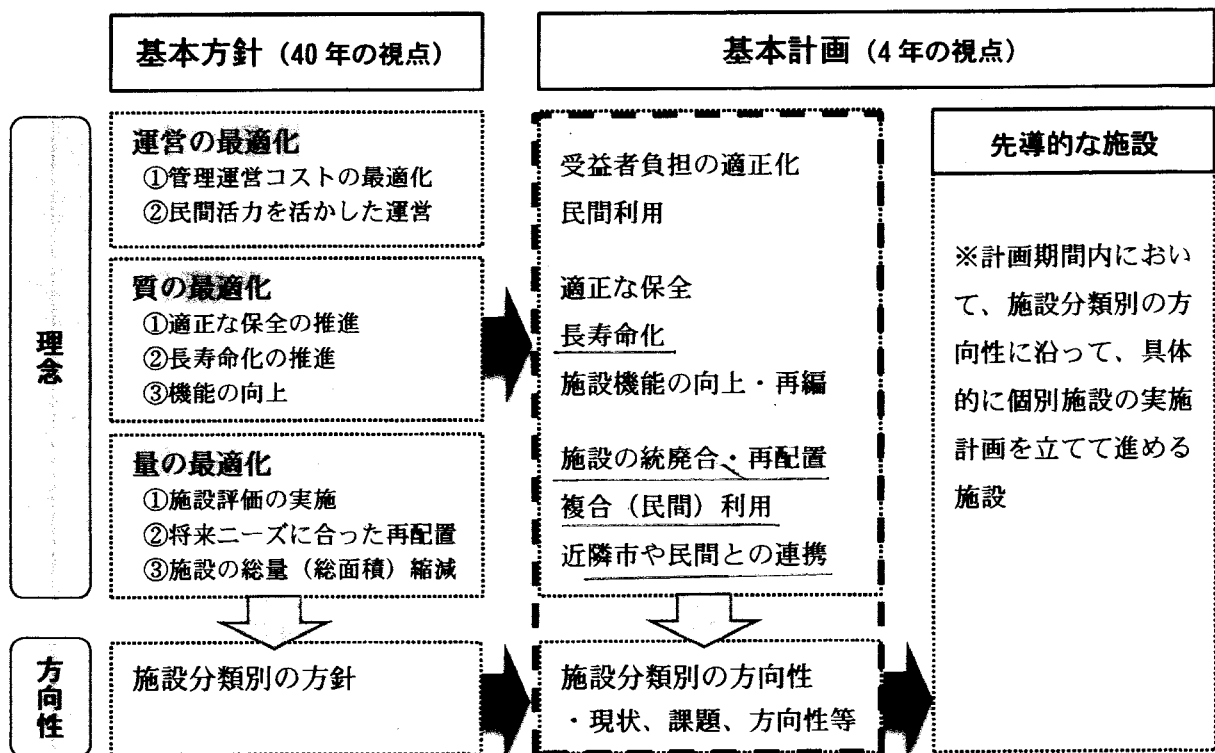 基本方針（40年の視点）
基本計画（4年の視点）
理念
運営の最適化
①管理運営コストの最適化
②民間活力を活かした運営
質の最適化
①適正な保全の推進
②長寿命化の推進
③機能の向上
量の最適化
①施設評価の実施
②将来ニーズに合った再配置
③施設の総量（総面積）縮減
受益者負担の適正化
民間利用
適正な保全
長寿命化
施設機能の向上・再編
施設の統廃合・再配置
複合（民間）利用
近隣市や民間との連携
先導的な施設
※計画期間内におい
て、施設分類別の方
向性に沿って、具体
的に個別施設の実施
計画を立てて進める
施設
方向性
施設分類別の方針
施設分類別の方向性
・現状、課題、方向性等